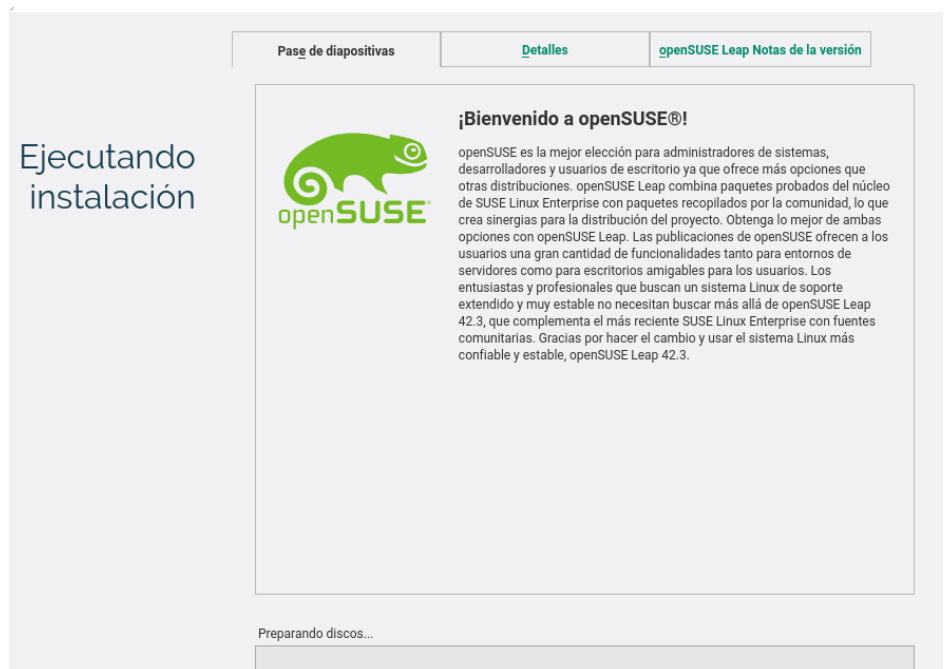 Pase de diapositivas
Detalles
openSUSE Leap Notas de la versión
Ejecutando
instalación
openSUSE
¡Bienvenido a openSUSE®!
openSUSE es la mejor elección para administradores de sistemas,
desarrolladores y usuarios de escritorio ya que ofrece más opciones que
otras distribuciones. openSUSE Leap combina paquetes probados del núcleo
de SUSE Linux Enterprise con paquetes recopilados por la comunidad, lo que
crea sinergias para la distribución del proyecto. Obtenga lo mejor de ambas
opciones con openSUSE Leap. Las publicaciones de openSUSE ofrecen a los
usuarios una gran cantidad de funcionalidades tanto para entornos de
servidores como para escritorios amigables para los usuarios. Los
entusiastas y profesionales que buscan un sistema Linux de soporte
extendido y muy estable no necesitan buscar más allá de openSUSE Leap
42.3, que complementa el más reciente SUSE Linux Enterprise con fuentes
comunitarias. Gracias por hacer el cambio y usar el sistema Linux más
confiable y estable, openSUSE Leap 42.3.
Preparando discos...